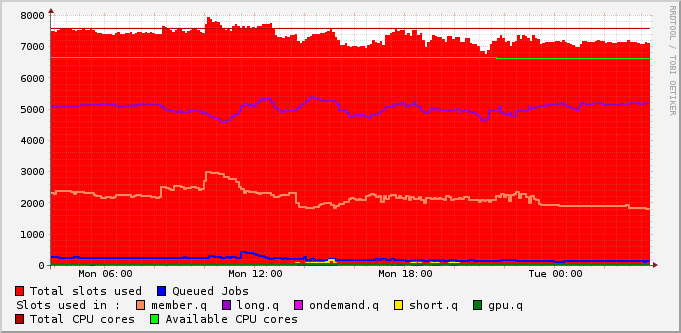 8000
7000
6000
5000
4000
3000
2000
1000
0
Mon 06:00 Mon 12:00 Mon 18:00 Tue 00:00
Total slots used Queued Jobs
Slots used in : member.q long.q ondemand.q short.q gpu.q
Total CPU cores Available CPU cores
RRDTOOL / TOBI OETIKER